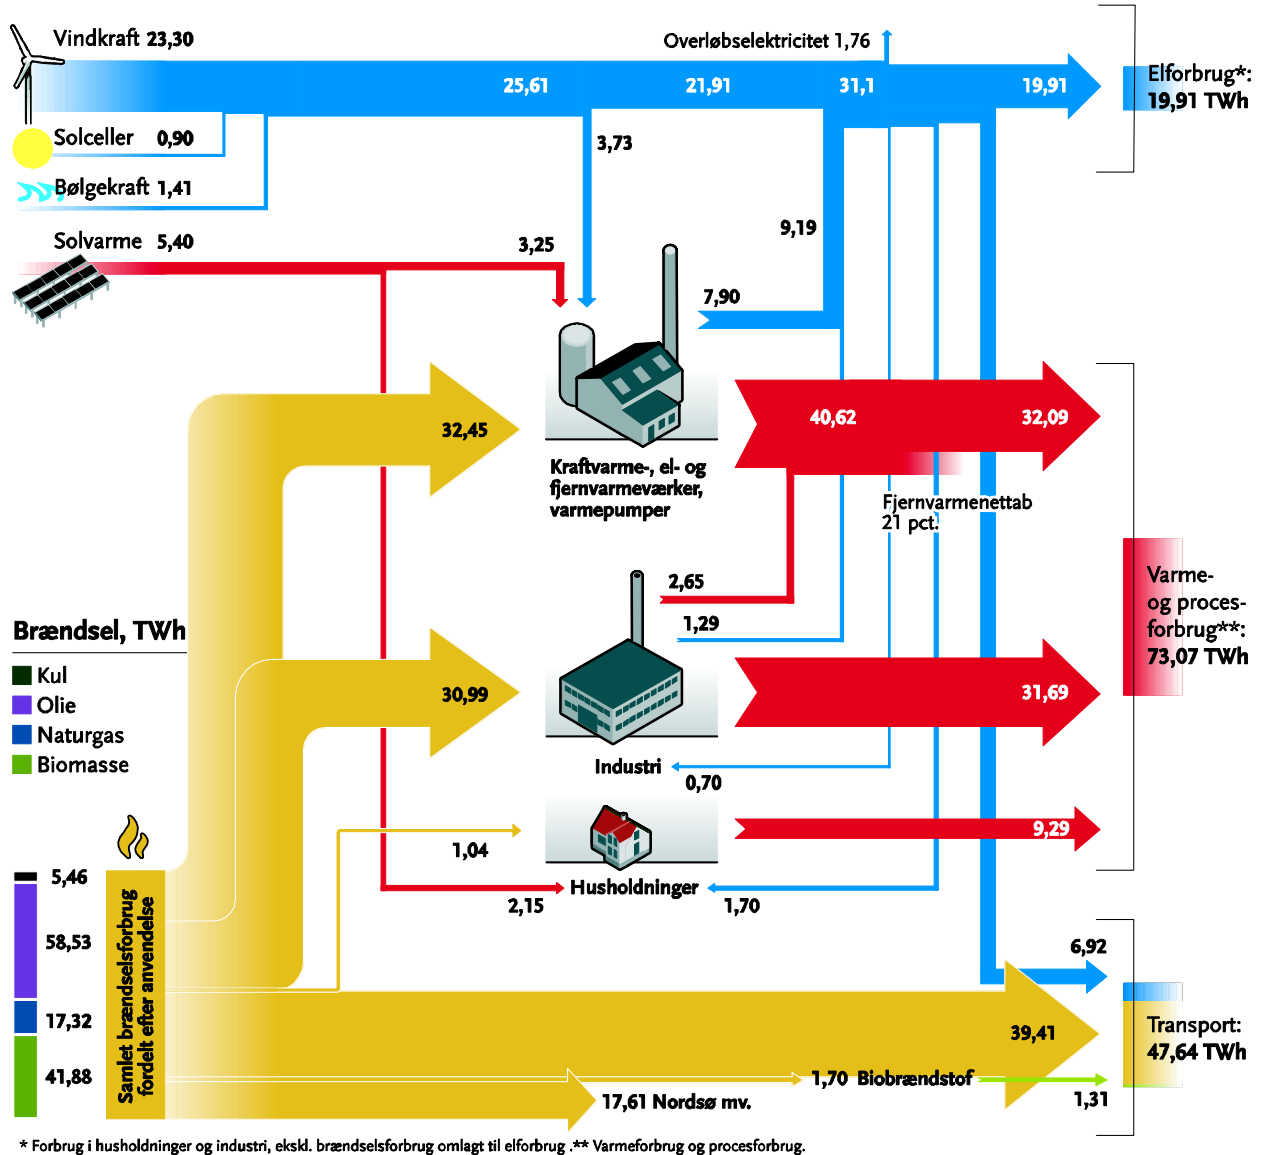 Vindkraft 23,30
Overløbselektricitet 1,76
25,61
21,91
31,1
19,91
Elforbrug*:
19,91 TWh
Solceller 0,90
3,73
Bølgekraft 1,41
Solvarme 5,40
3,25
9,19
7,90
32,45
40,62
32,09
Kraftvarme-, el- og
fjernvarmeværker,
varmepumper
Fjernvarmenettab
21 pct.
2,65
1,29
Varme-
og proces-
forbrug**:
73,07 TWh
Brændsel, TWh
Kul
Olie
Naturgas
Biomasse
30,99
31,69
Industri
0,70
1,04
9,29
Husholdninger
2,15
1,70
5,46
58,53
17,32
41,88
Samlet brændselsforbrug
fordelt efter anvendelse
6,92
39,41
Transport:
47,64 TWh
1,70 Biobrændstof
1,31
17,61 Nordsø mv.
* Forbrug i husholdninger og industri, ekskl. brændselsforbrug omlagt til elforbrug .** Varmeforbrug og procesforbrug.